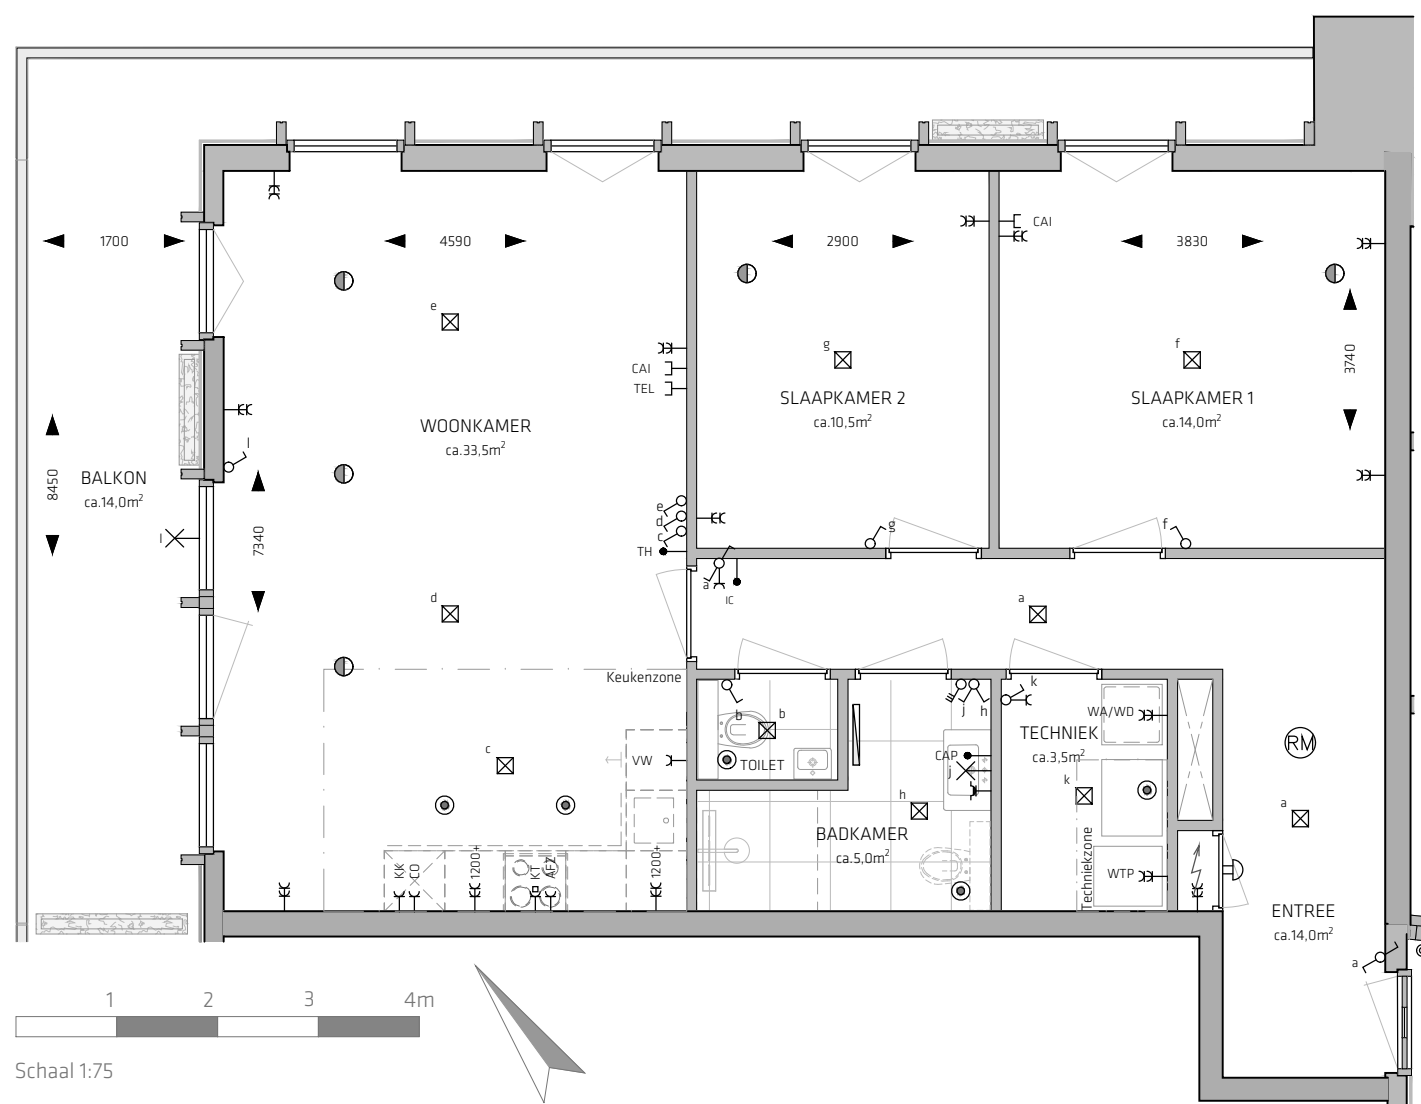 1700
4590
2900
3830
CAI
e
g
f
3740
CAI
TEL
SLAAPKAMER 2
ca.10,5m²
SLAAPKAMER 1
ca.14,0m²
WOONKAMER
ca.33,5m²
l
BALKON
ca.14,0m²
8450
7340
l
e
d
c
TH
g
f
a
IC
d
a
Keukenzone
b
b
TOILET
j
h
k
WA/WD
TECHNIEK
ca.3,5m²
RM
c
VW
CAP
j
k
h
a
BADKAMER
ca.5,0m²
KK
CO
1200+
KT
AFZ
1200+
Techniekzone
WTP
ENTREE
ca.14,0m²
a
1
2
3
4m
Schaal 1:75